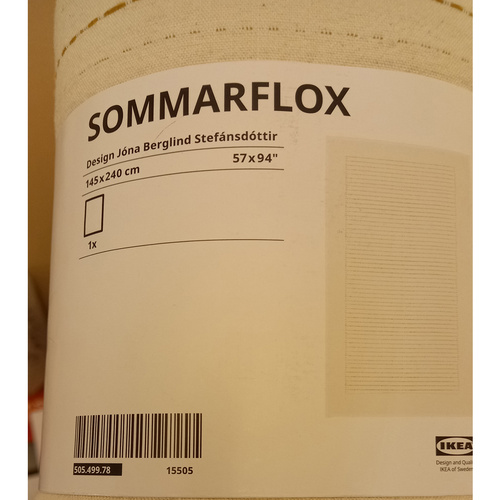 SOMMARFLOX
Design Jóna Berglind Stefánsdóttir
145x240 cm 57x94"
1x
505.499.78 15505
IKEA
Design and Quality
IKEA of Sweden